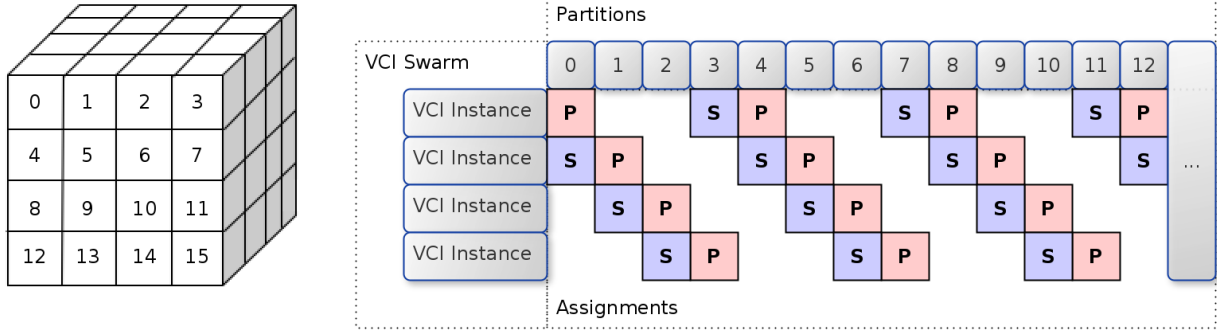 Partitions
VCI Swarm
0 1 2 3 4 5 6 7 8 9 10 11 12
VCI Instance P S P S P S P
VCI Instance S P S P S P S ...
VCI Instance S P S P S P
VCI Instance S P S P S P
Assignments
0 1 2 3
4 5 6 7
8 9 10 11
12 13 14 15